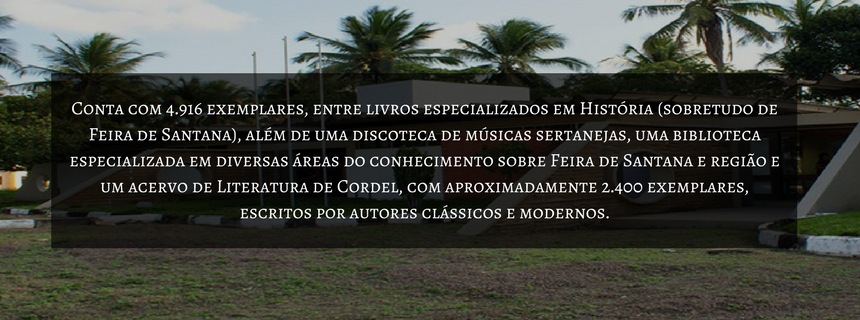 Conta com 4.916 exemplares, entre livros especializados em História (sobretudo de
Feira de Santana), além de uma discoteca de músicas sertanejas, uma biblioteca
especializada em diversas áreas do conhecimento sobre Feira de Santana e região e
um acervo de Literatura de Cordel, com aproximadamente 2.400 exemplares,
escritos por autores clássicos e modernos.